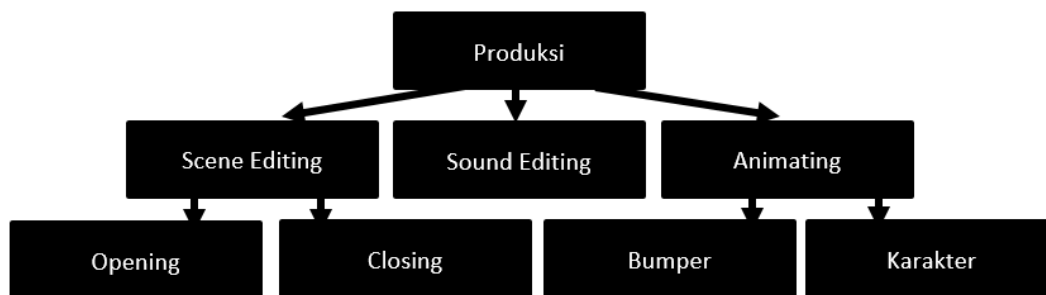 Produksi
Scene Editing
Sound Editing
Animating
Opening
Closing
Bumper
Karakter